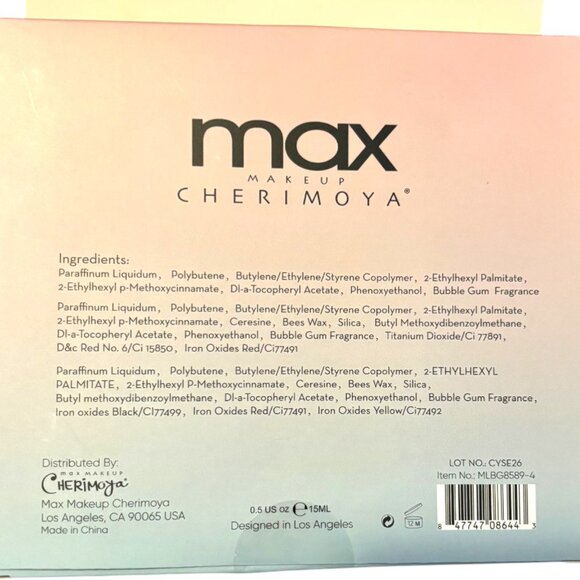 max
MAKEUP
CHERIMOYA®
Ingredients:
Paraffinum Liquidum, Polybutene, Butylene/Ethylene/Styrene Copolymer, 2-Ethylhexyl Palmitate,
2-Ethylhexyl p-Methoxycinnamate, Dl-a-Tocopheryl Acetate, Phenoxyethanol, Bubble Gum Fragrance
Paraffinum Liquidum, Polybutene, Butylene/Ethylene/Styrene Copolymer, 2-Ethylhexyl Palmitate,
2-Ethylhexyl p-Methoxycinnamate, Ceresine, Bees Wax, Silica, Butyl Methoxydibenzoylmethane,
Dl-a-Tocopheryl Acetate, Phenoxyethanol, Bubble Gum Fragrance, Titanium Dioxide/Ci 77891,
D&c Red No. 6/Ci 15850, Iron Oxides Red/Ci77491
Paraffinum Liquidum, Polybutene, Butylene/Ethylene/Styrene Copolymer, 2-ETHYLHEXYL
PALMITATE, 2-Ethylhexyl P-Methoxycinnamate, Ceresine, Bees Wax, Silica,
Butyl methoxydibenzoylmethane, Dl-a-Tocopheryl Acetate, Phenoxyethanol, Bubble Gum Fragrance,
Iron oxides Black/CI77499, Iron Oxides Red/Ci77491, Iron Oxides Yellow/Ci77492
Distributed By:
max MAKEUP
CHERIMOYA
Max Makeup Cherimoya
Los Angeles, CA 90065 USA
Made in China
0.5 US oz ℮ 15ML
Designed in Los Angeles
12 M
LOT NO.: CYSE26
Item No.: MLBG8589-4
8 47747 08644 3